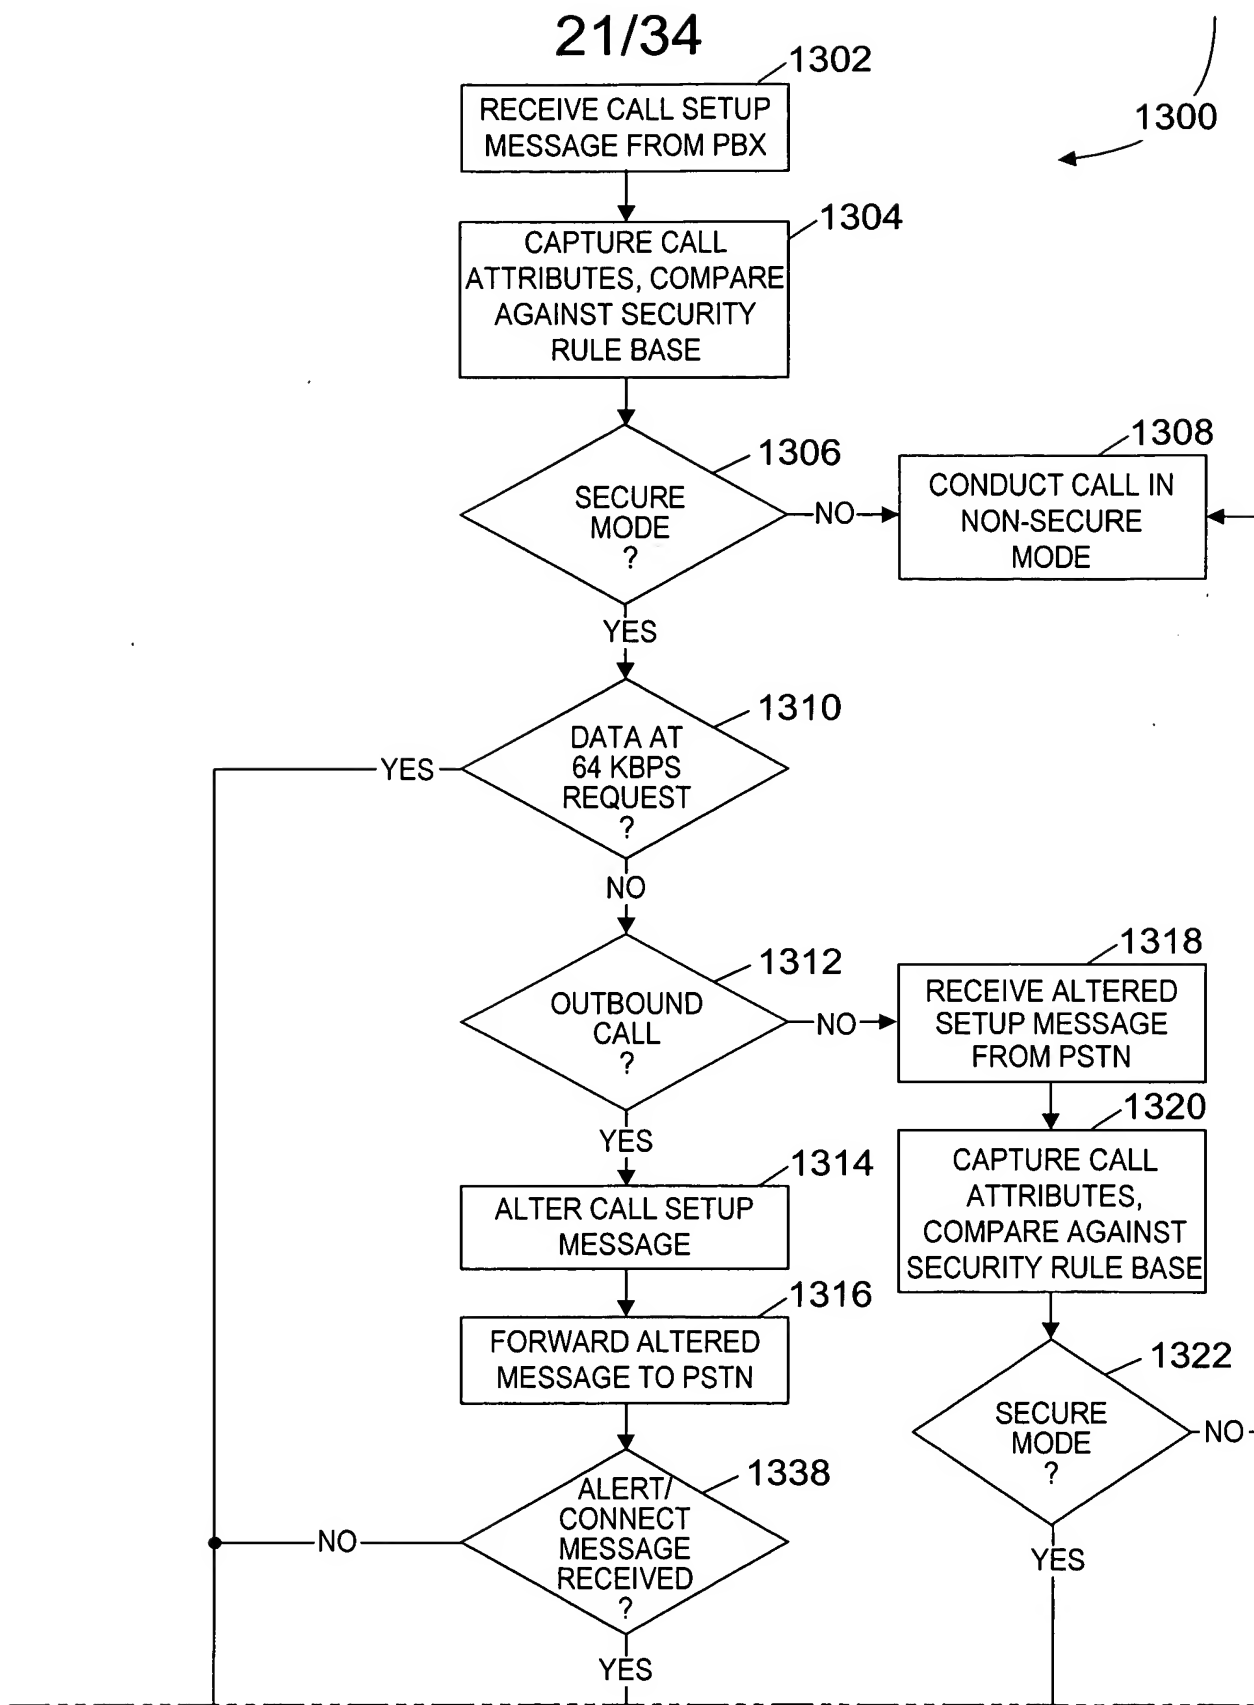 21/34
1302
RECEIVE CALL SETUP
MESSAGE FROM PBX
1300
1304
CAPTURE CALL
ATTRIBUTES, COMPARE
AGAINST SECURITY
RULE BASE
1306
SECURE
MODE
?
NO
1308
CONDUCT CALL IN
NON-SECURE
MODE
YES
1310
DATA AT
64 KBPS
REQUEST
?
YES
NO
1312
OUTBOUND
CALL
?
NO
1318
RECEIVE ALTERED
SETUP MESSAGE
FROM PSTN
YES
1314
ALTER CALL SETUP
MESSAGE
1320
CAPTURE CALL
ATTRIBUTES,
COMPARE AGAINST
SECURITY RULE BASE
1316
FORWARD ALTERED
MESSAGE TO PSTN
1322
SECURE
MODE
?
NO
YES
1338
ALERT/
CONNECT
MESSAGE
RECEIVED
?
NO
YES